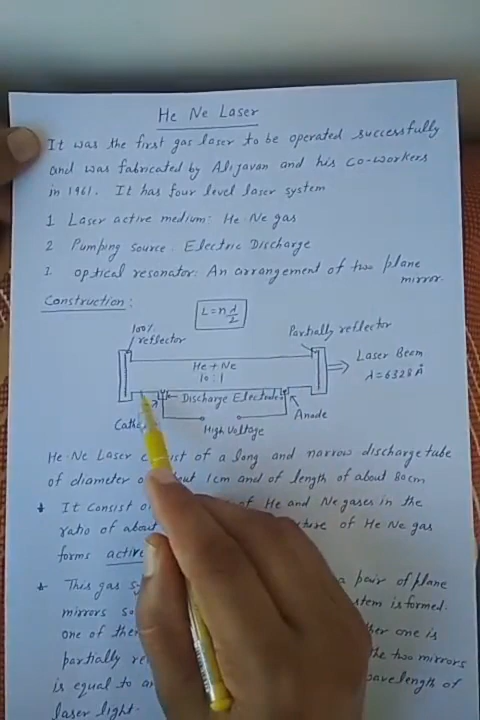 He Ne Laser
It was the first gas laser to be operated successfully
and was fabricated by Ali Javan and his co-workers
in 1961. It has four level laser system
1 Laser active medium: He Ne gas
2 Pumping source. Electric Discharge
optical resonator: An arrangement of two plane
mirror.
Construction:
L=nλ/2
100%
reflector
Partially reflector
He + Ne
10:1
Laser Beam
λ=6328 Å
Discharge Electrodes
Anode
High Voltage
He-Ne Laser consist of a long and narrow discharge tube
of diameter 1cm and of length of about 80cm
It consist of He and Ne gases in the
ratio of about of He Ne gas
forms active
This gas a pair of plane
mirrors is formed.
one of one is
partially the two mirrors
is equal to wavelength of
laser light.